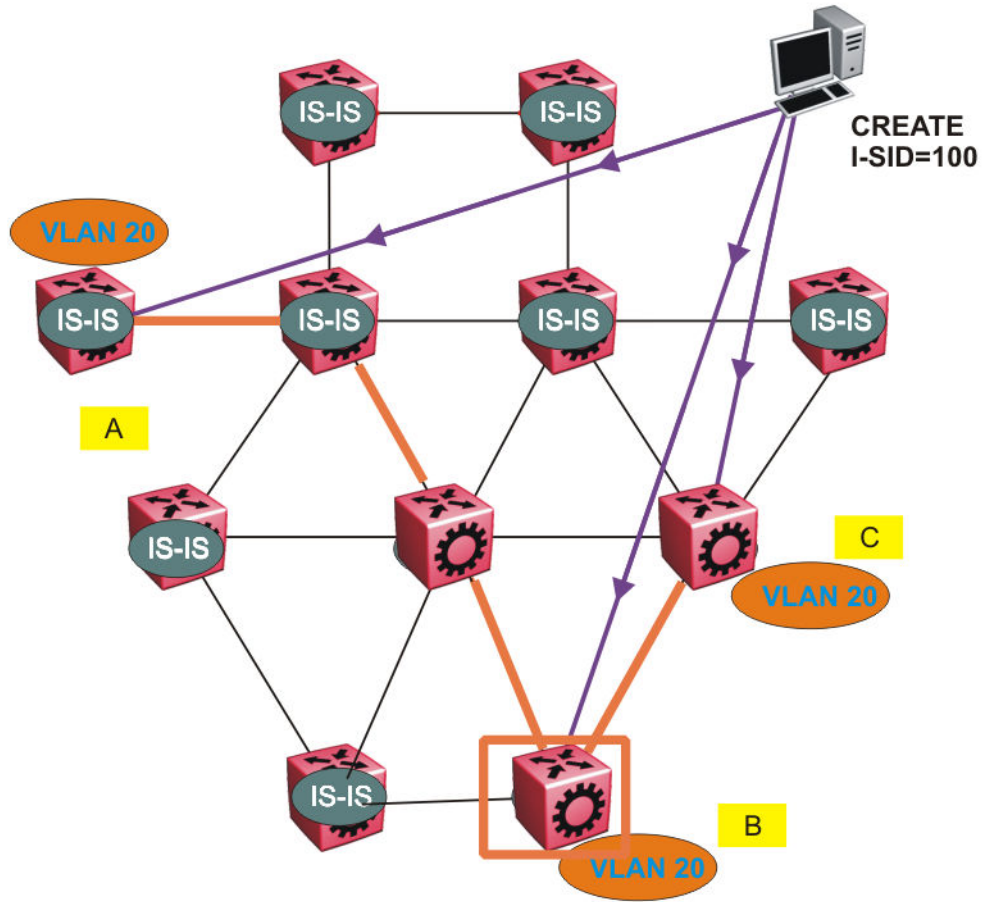 IS-IS
IS-IS
CREATE
I-SID=100
VLAN 20
IS-IS
IS-IS
IS-IS
IS-IS
A
IS-IS
C
VLAN 20
IS-IS
B
VLAN 20